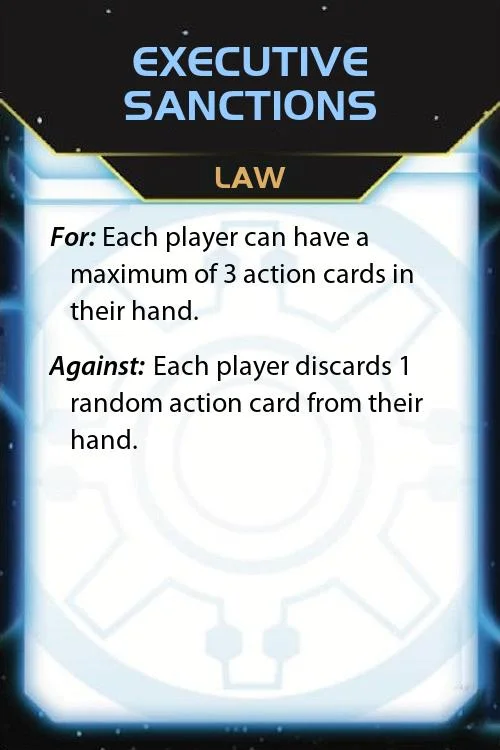 EXECUTIVE
SANCTIONS
LAW
For: Each player can have a
maximum of 3 action cards in
their hand.
Against: Each player discards 1
random action card from their
hand.